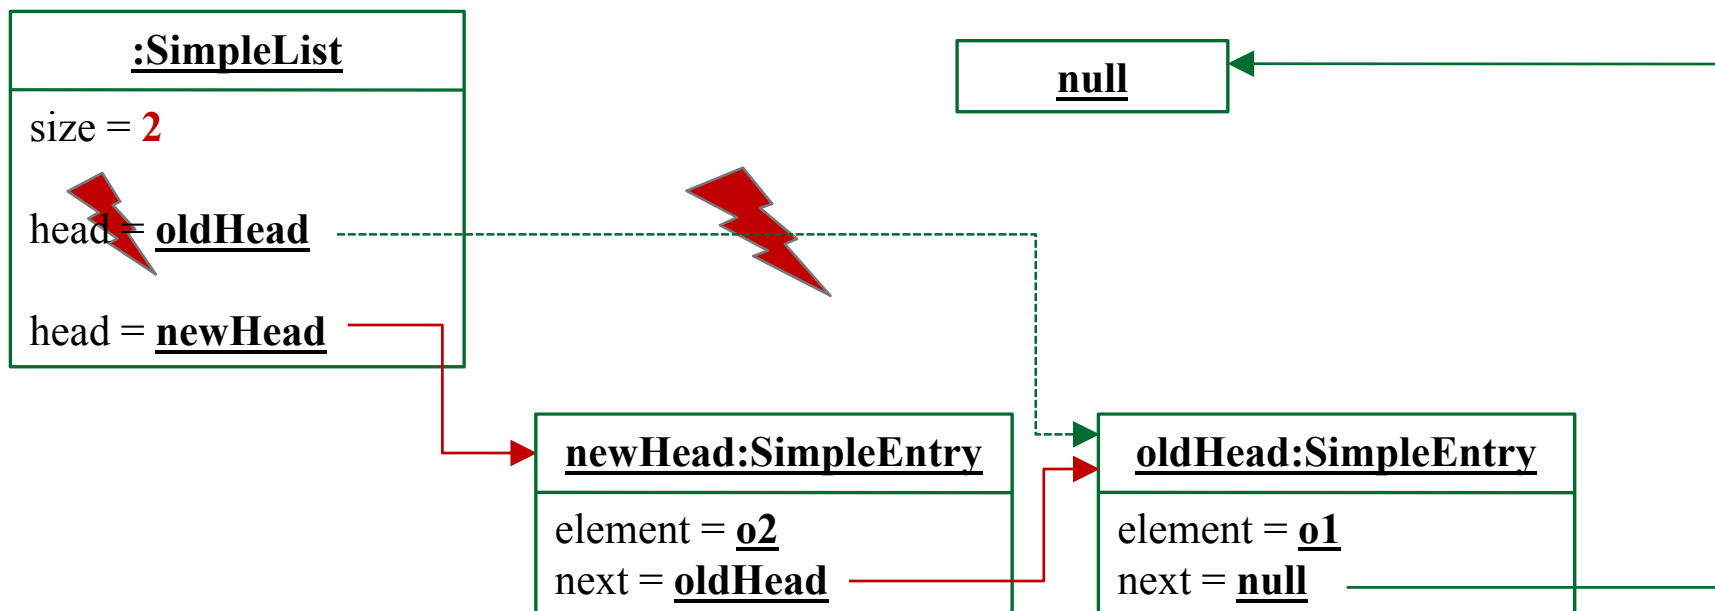 :SimpleList
size = 2
head = oldHead
head = newHead
null
newHead:SimpleEntry
element = o2
next = oldHead
oldHead:SimpleEntry
element = o1
next = null